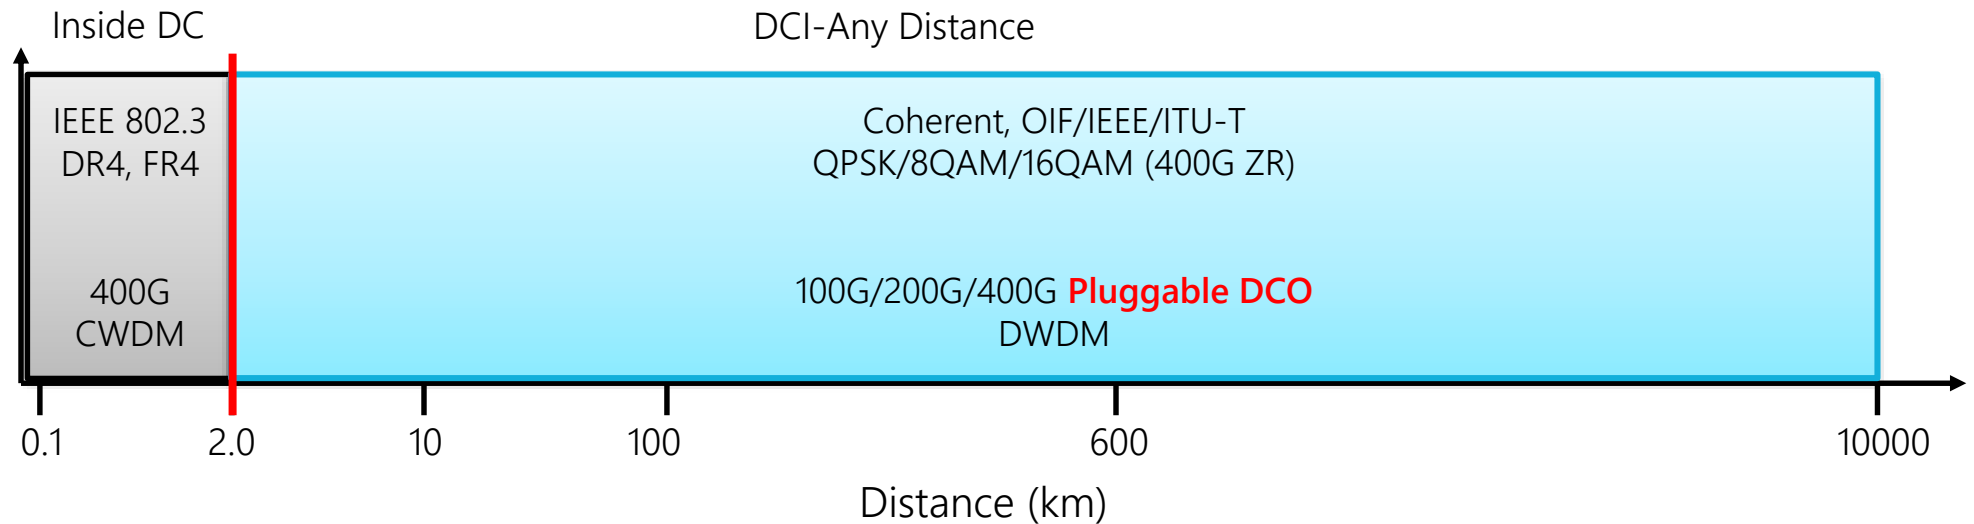 Inside DC
DCI-Any Distance
IEEE 802.3
DR4, FR4
400G
CWDM
Coherent, OIF/IEEE/ITU-T
QPSK/8QAM/16QAM (400G ZR)
100G/200G/400G Pluggable DCO
DWDM
0.1
2.0
10
100
600
10000
Distance (km)